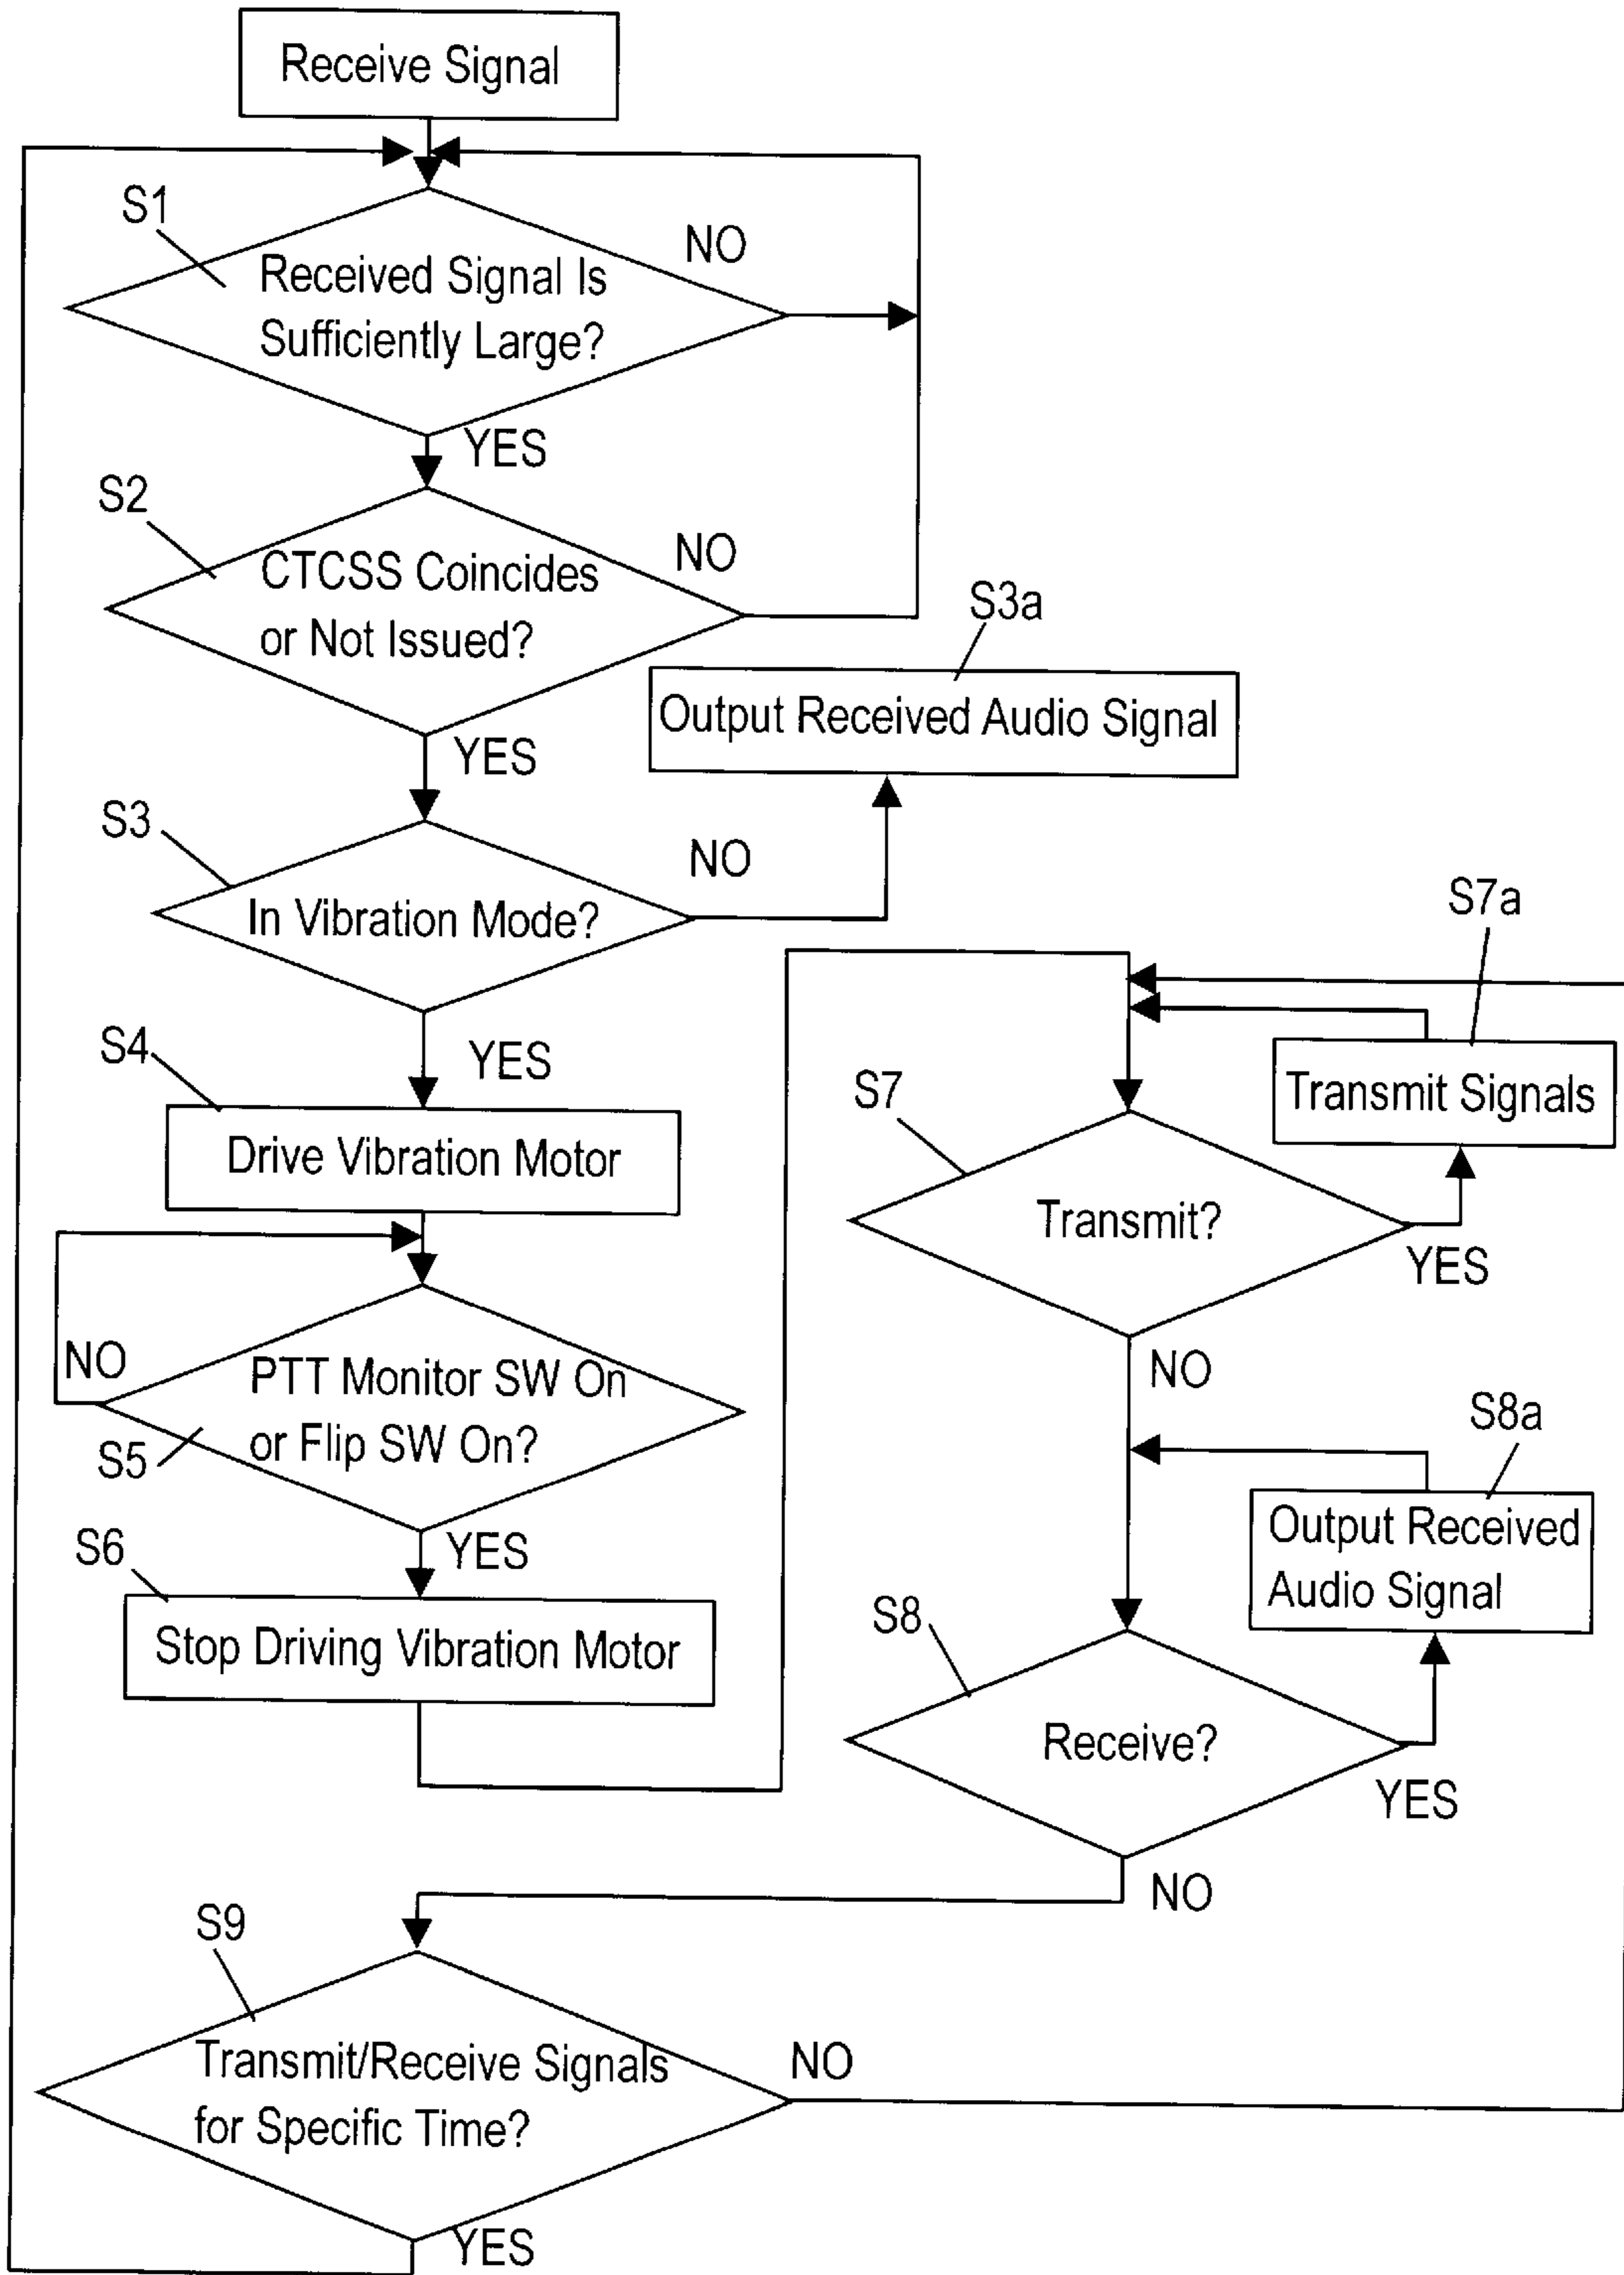 Receive Signal
S1
NO
Received Signal Is
Sufficiently Large?
YES
S2
NO
CTCSS Coincides
or Not Issued?
S3a
Output Received Audio Signal
YES
S3
NO
In Vibration Mode?
S7a
S4
YES
Transmit Signals
S7
Drive Vibration Motor
Transmit?
YES
NO
NO
PTT Monitor SW On
or Flip SW On?
S5
S8a
Output Received
Audio Signal
YES
S6
Stop Driving Vibration Motor
S8
Receive?
YES
NO
S9
Transmit/Receive Signals
for Specific Time?
NO
YES